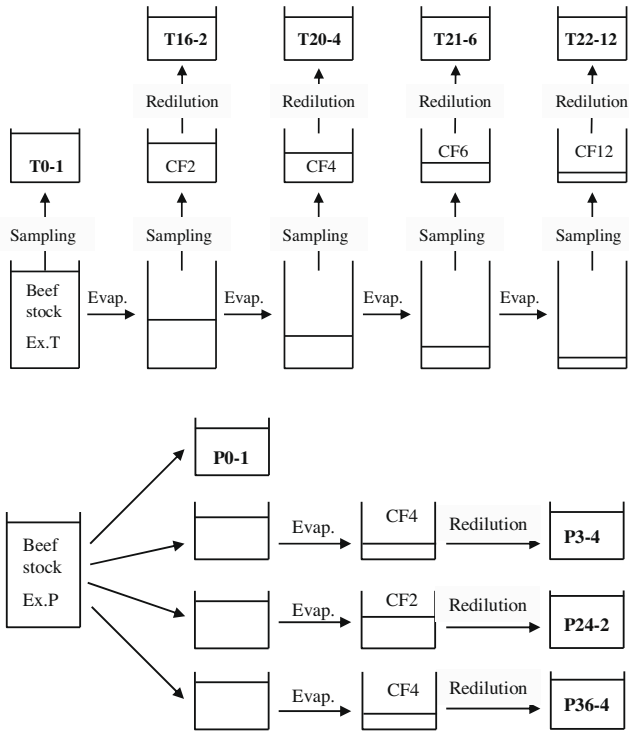 T16-2 T20-4 T21-6 T22-12
Redilution Redilution Redilution Redilution
T0-1 CF2 CF4 CF6 CF12
Sampling Sampling Sampling Sampling Sampling
Beef
stock
Ex.T
Evap. Evap. Evap. Evap.
P0-1
Beef
stock
Ex.P
Evap. CF4 Redilution P3-4
Evap. CF2 Redilution P24-2
Evap. CF4 Redilution P36-4